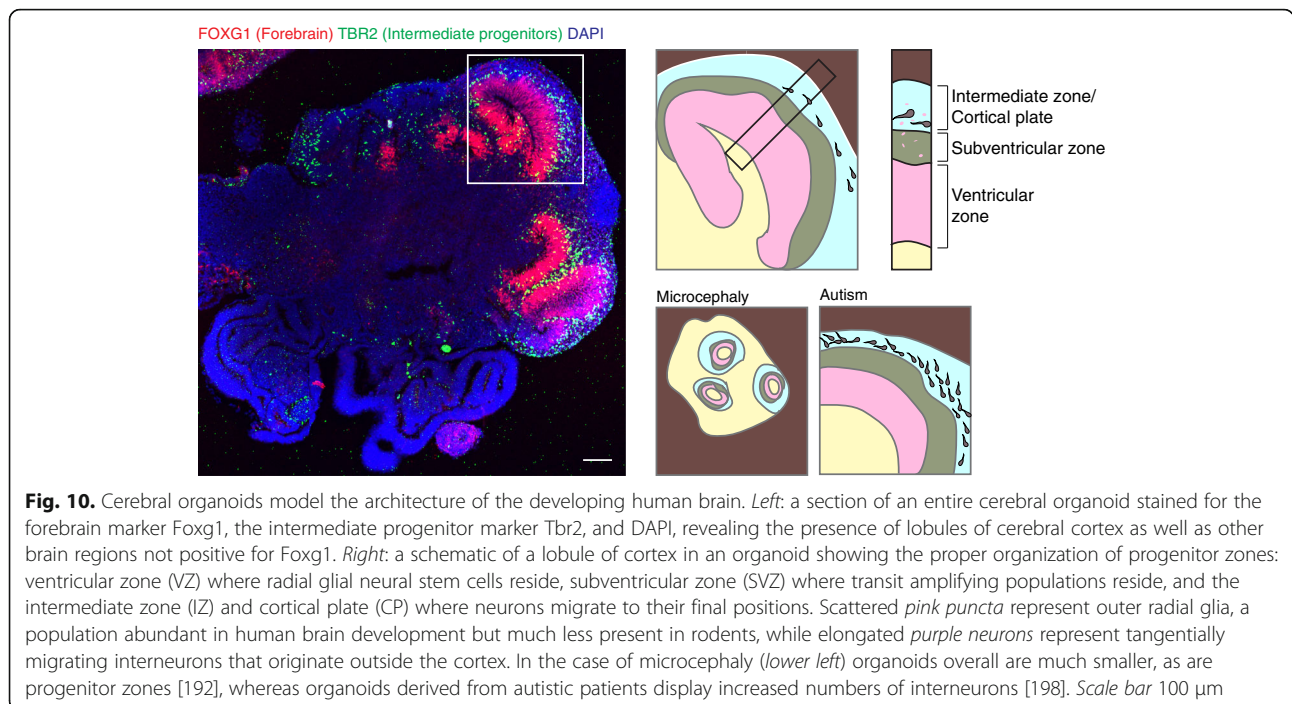 FOXG1 (Forebrain) TBR2 (Intermediate progenitors) DAPI
Intermediate zone/
Cortical plate
Subventricular zone
Ventricular
zone
Microcephaly
Autism
Fig. 10. Cerebral organoids model the architecture of the developing human brain. Left: a section of an entire cerebral organoid stained for the
forebrain marker Foxg1, the intermediate progenitor marker Tbr2, and DAPI, revealing the presence of lobules of cerebral cortex as well as other
brain regions not positive for Foxg1. Right: a schematic of a lobule of cortex in an organoid showing the proper organization of progenitor zones:
ventricular zone (VZ) where radial glial neural stem cells reside, subventricular zone (SVZ) where transit amplifying populations reside, and the
intermediate zone (IZ) and cortical plate (CP) where neurons migrate to their final positions. Scattered pink puncta represent outer radial glia, a
population abundant in human brain development but much less present in rodents, while elongated purple neurons represent tangentially
migrating interneurons that originate outside the cortex. In the case of microcephaly (lower left) organoids overall are much smaller, as are
progenitor zones [192], whereas organoids derived from autistic patients display increased numbers of interneurons [198]. Scale bar 100 μm